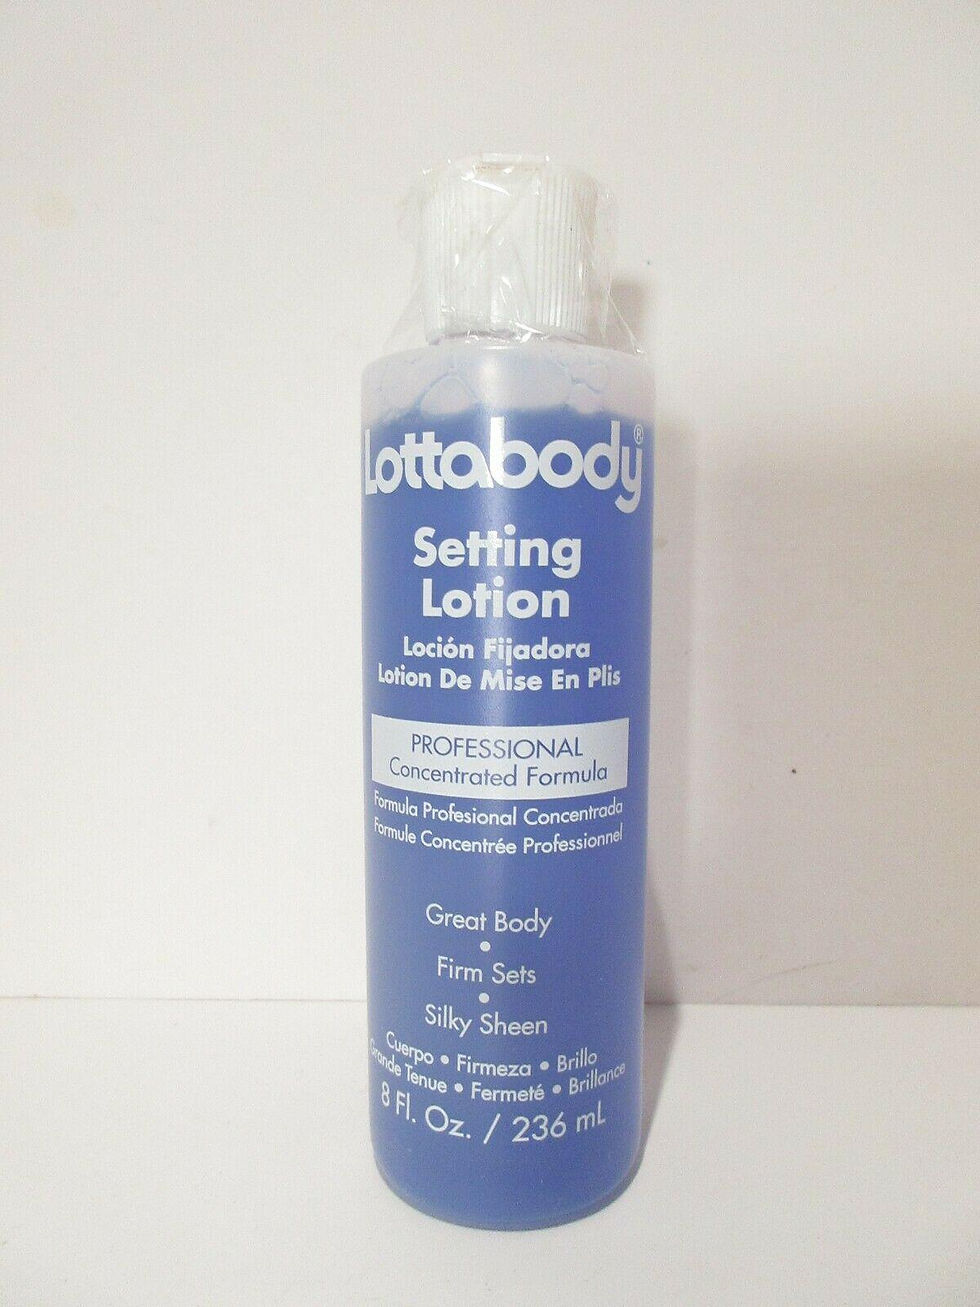 Lottabody®
Setting
Lotion
Loción Fijadora
Lotion De Mise En Plis
PROFESSIONAL
Concentrated Formula
Formula Profesional Concentrada
Formule Concentrée Professionnel
Great Body
•
Firm Sets
•
Silky Sheen
Cuerpo • Firmeza • Brillo
Grande Tenue • Fermeté • Brillance
8 Fl. Oz. / 236 mL